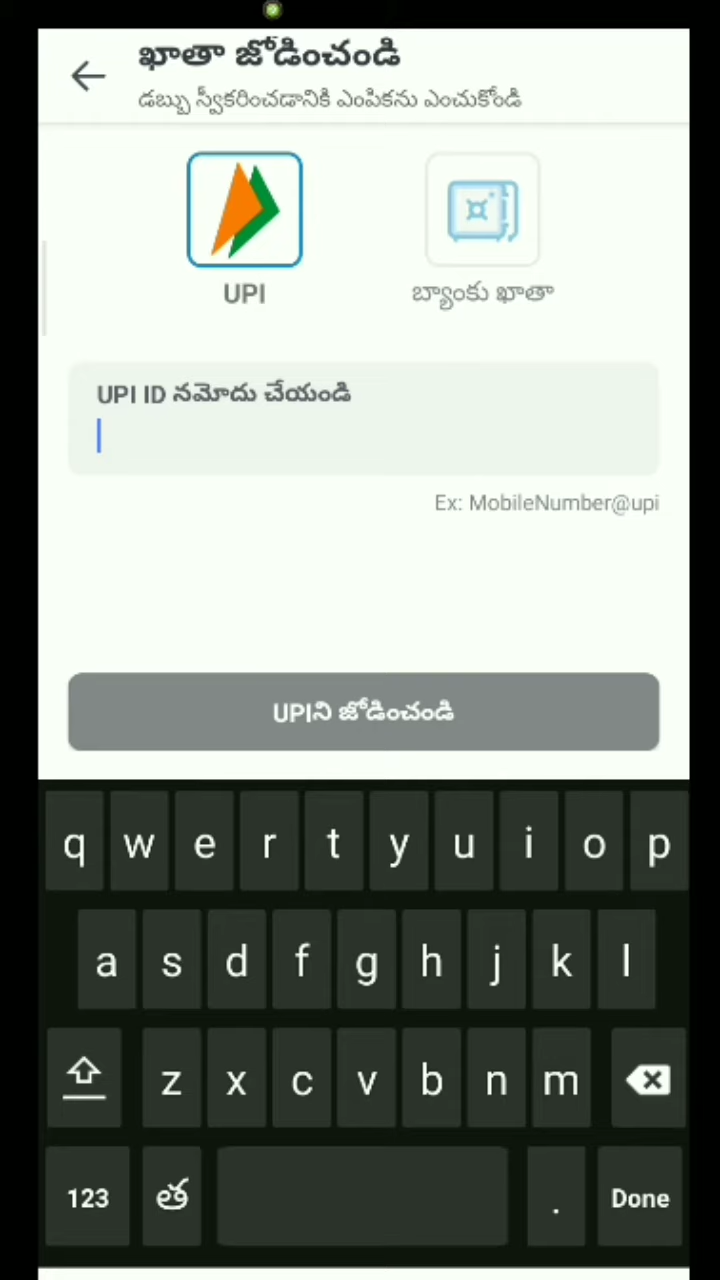 ఖాతా జోడించండి
డబ్బు స్వీకరించడానికి ఎంపికను ఎంచుకోండి
UPI
బ్యాంకు ఖాతా
UPI ID నమోదు చేయండి
Ex: MobileNumber@upi
UPIని జోడించండి
q w e r t y u i o p
a s d f g h j k l
z x c v b n m
123 త . Done